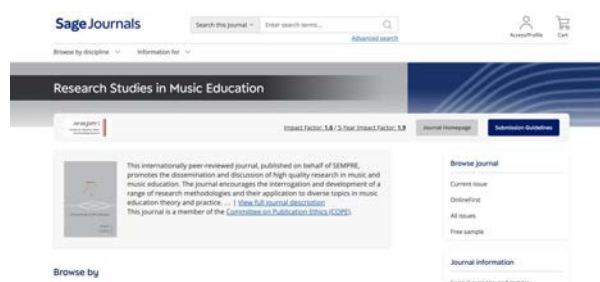 Sage Journals
Search this journal
Enter search terms...
Advanced search
Access/Profile
Cart
Browse by discipline
Information for
Research Studies in Music Education
sempre:
Impact Factor: 1.6 / 5-Year Impact Factor: 1.9
Journal Homepage
Submission Guidelines
This internationally peer-reviewed journal, published on behalf of SEMPRE,
promotes the dissemination and discussion of high quality research in music and
music education. The journal encourages the interrogation and development of a
range of research methodologies and their application to diverse topics in music
education theory and practice. ... | View full journal description
This journal is a member of the Committee on Publication Ethics (COPE).
Browse journal
Current issue
OnlineFirst
All issues
Free sample
Browse by
Journal information